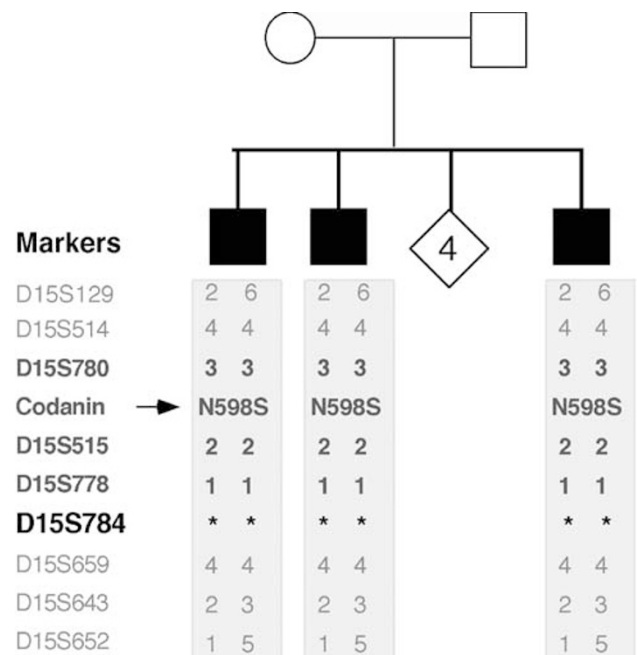 4
Markers
D15S129 2 6 2 6 2 6
D15S514 4 4 4 4 4 4
D15S780 3 3 3 3 3 3
Codanin N598S N598S N598S
D15S515 2 2 2 2 2 2
D15S778 1 1 1 1 1 1
D15S784 * * * * * *
D15S659 4 4 4 4 4 4
D15S643 2 3 2 3 2 3
D15S652 1 5 1 5 1 5